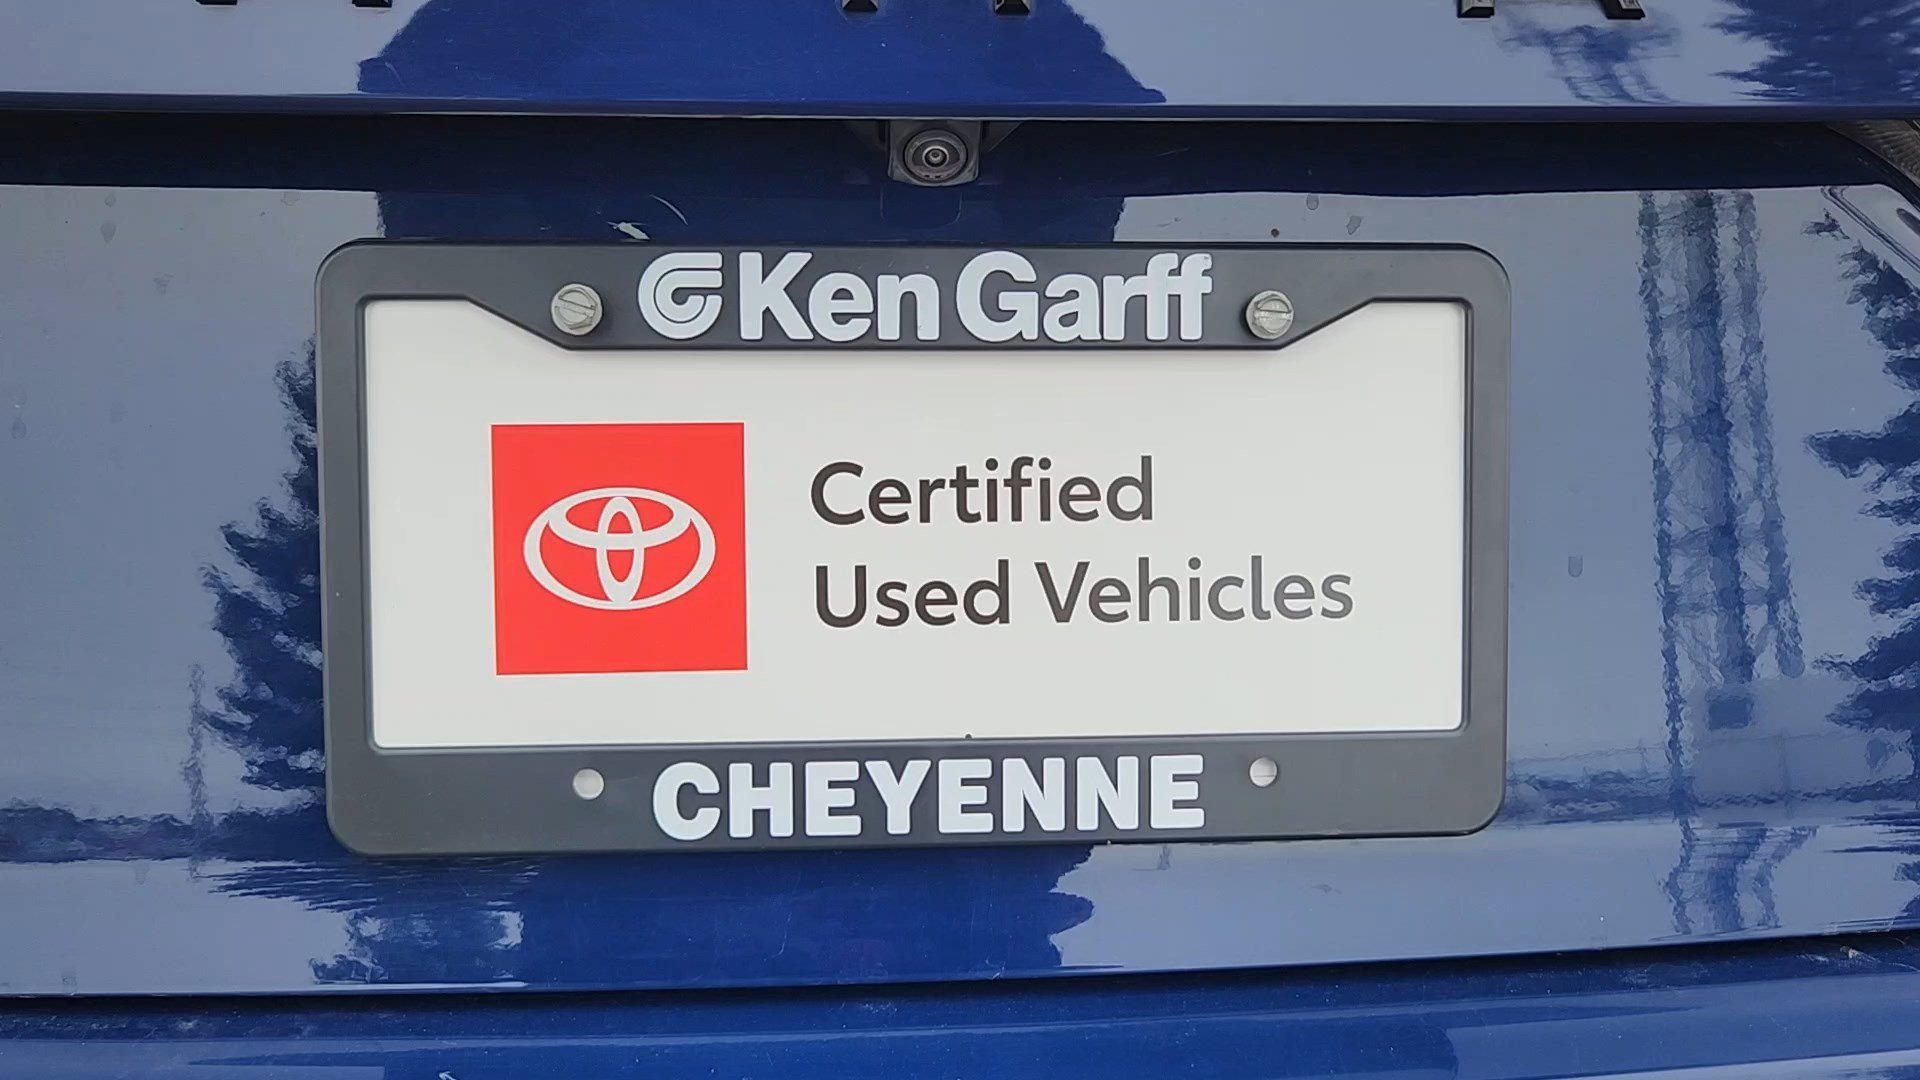 Ken Garff
Certified
Used Vehicles
CHEYENNE